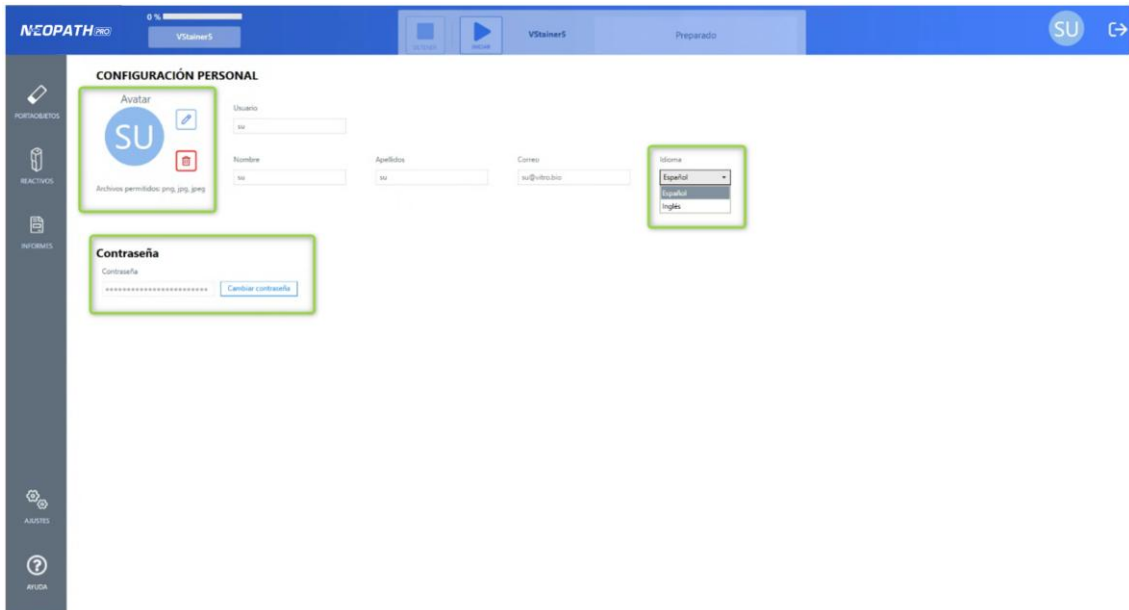 NEOPATH PRO
0 %
VStainer5
DETENER
INICIAR
VStainer5
Preparado
SU
PORTAOBJETOS
REACTIVOS
INFORMES
AJUSTES
AYUDA
CONFIGURACIÓN PERSONAL
Avatar
SU
Archivos permitidos: png, jpg, jpeg
Usuario
su
Nombre
su
Apellidos
su
Correo
su@vitro.bio
Idioma
Español
Español
Inglés
Contraseña
Contraseña
Cambiar contraseña